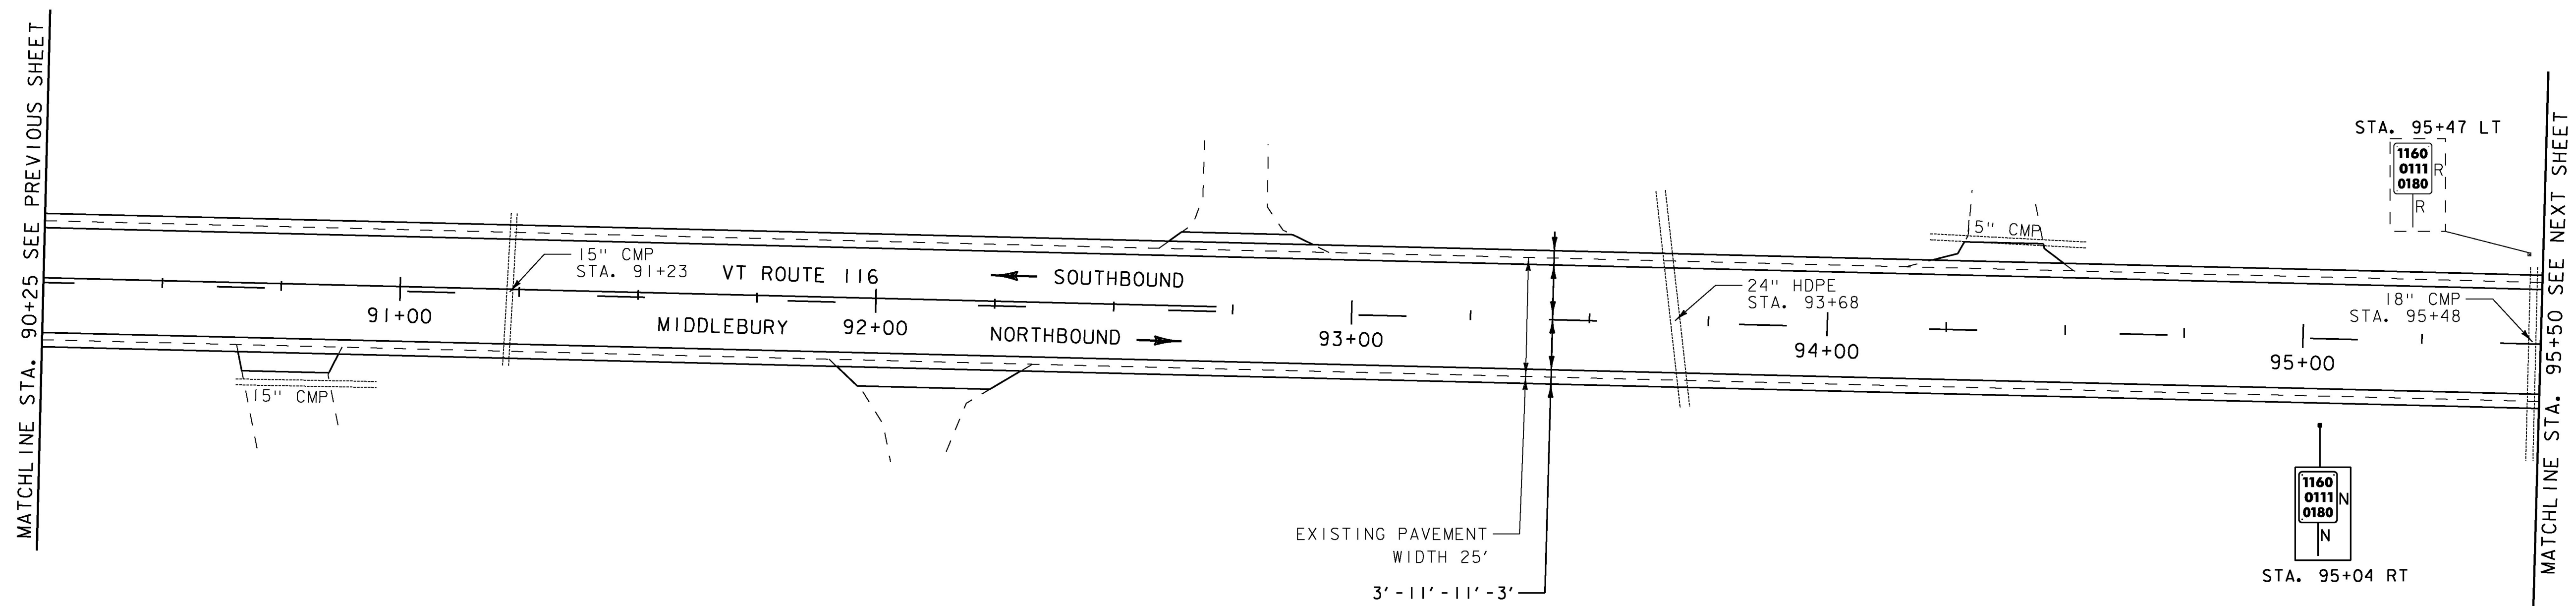 MATCHLINE STA. 90+25 SEE PREVIOUS SHEET
15" CMP
STA. 91+23
VT ROUTE 116
SOUTHBOUND
91+00
MIDDLEBURY
92+00
NORTHBOUND
93+00
15" CMP
EXISTING PAVEMENT
WIDTH 25'
3'-11'-11'-3'
24" HDPE
STA. 93+68
94+00
5" CMP
95+00
18" CMP
STA. 95+48
STA. 95+47 LT
1160
0111
0180
R
R
1160
0111
0180
N
N
STA. 95+04 RT
MATCHLINE STA. 95+50 SEE NEXT SHEET